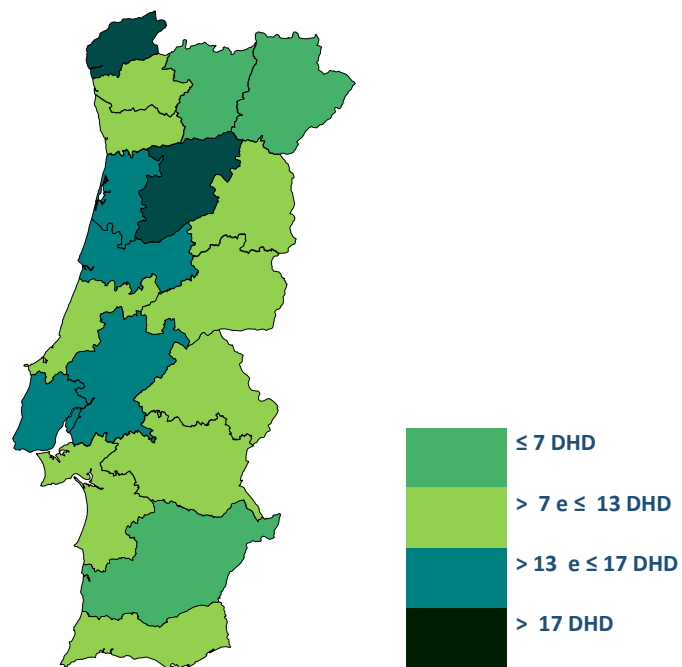 ≤ 7 DHD
> 7 e ≤ 13 DHD
> 13 e ≤ 17 DHD
> 17 DHD